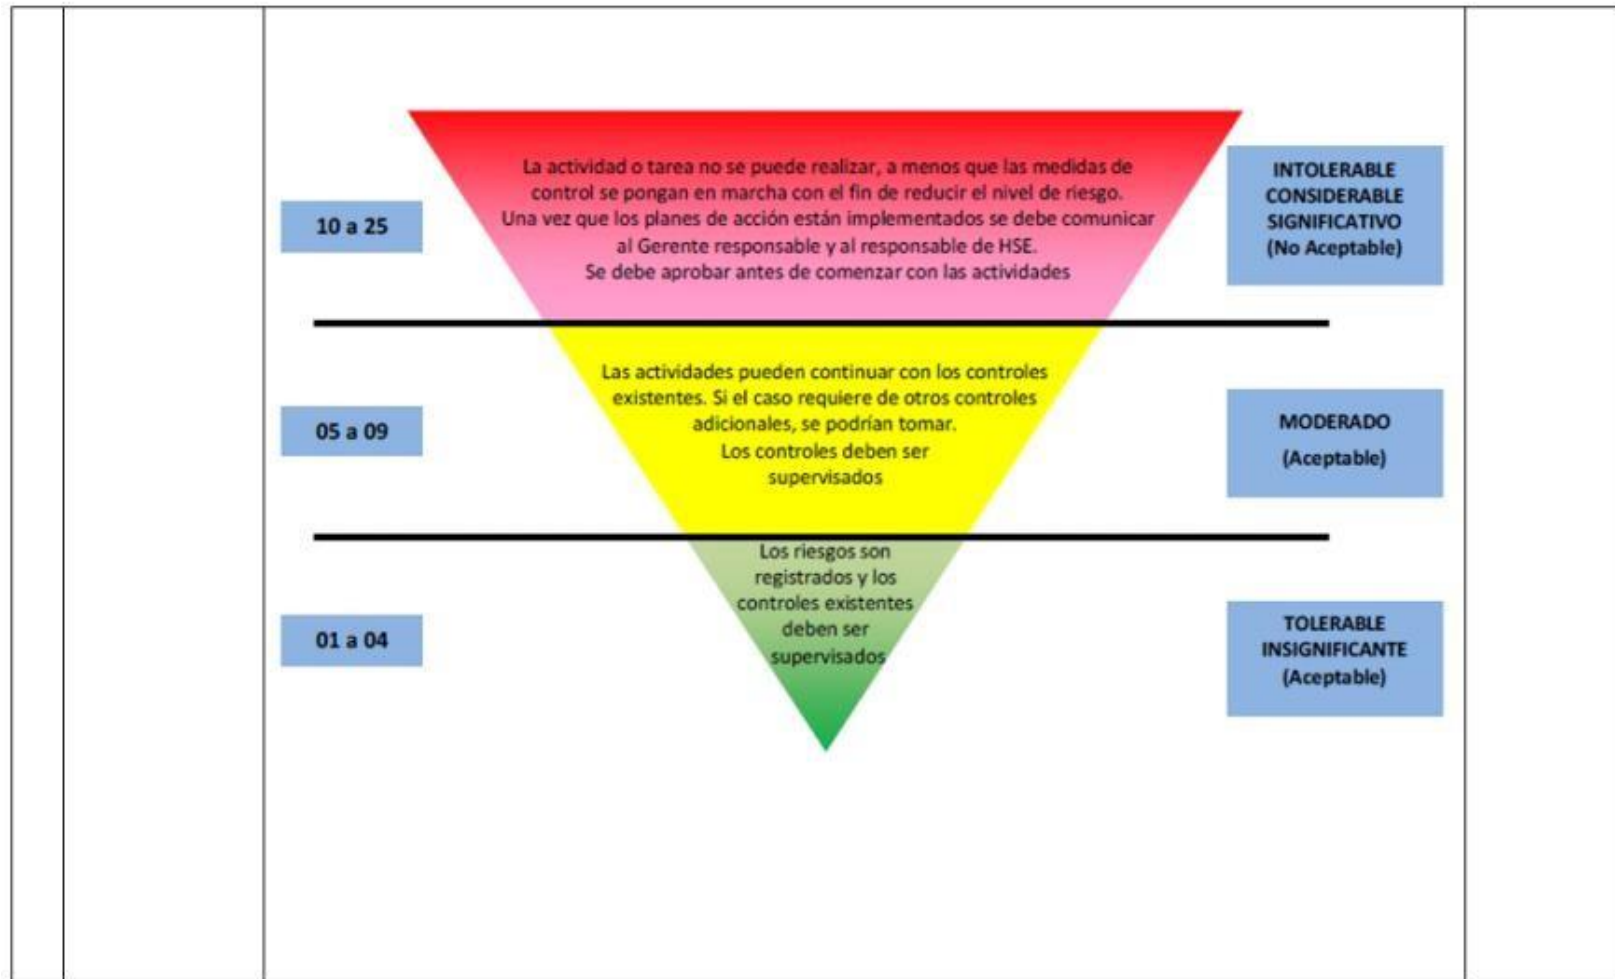 La actividad o tarea no se puede realizar, a menos que las medidas de
control se pongan en marcha con el fin de reducir el nivel de riesgo.
Una vez que los planes de acción están implementados se debe comunicar
al Gerente responsable y al responsable de HSE.
Se debe aprobar antes de comenzar con las actividades
10 a 25
INTOLERABLE
CONSIDERABLE
SIGNIFICATIVO
(No Aceptable)
Las actividades pueden continuar con los controles
existentes. Si el caso requiere de otros controles
adicionales, se podrían tomar.
Los controles deben ser
supervisados
05 a 09
MODERADO
(Aceptable)
Los riesgos son
registrados y los
controles existentes
deben ser
supervisados
01 a 04
TOLERABLE
INSIGNIFICANTE
(Aceptable)